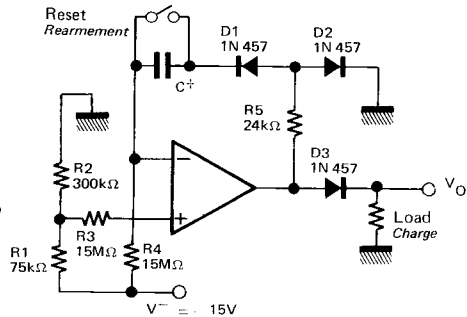 Reset
Rearmement
D1
1N 457
D2
1N 457
C‡
R5
24kΩ
R2
300kΩ
D3
1N 457
VO
−
+
R3
15MΩ
R4
15MΩ
R1
75kΩ
Load
Charge
V− = - 15V